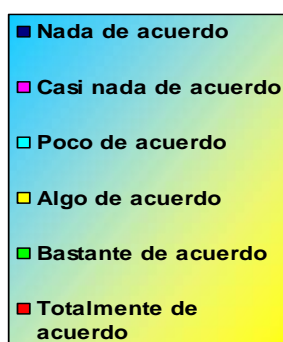 Nada de acuerdo
Casi nada de acuerdo
Poco de acuerdo
Algo de acuerdo
Bastante de acuerdo
Totalmente de
acuerdo